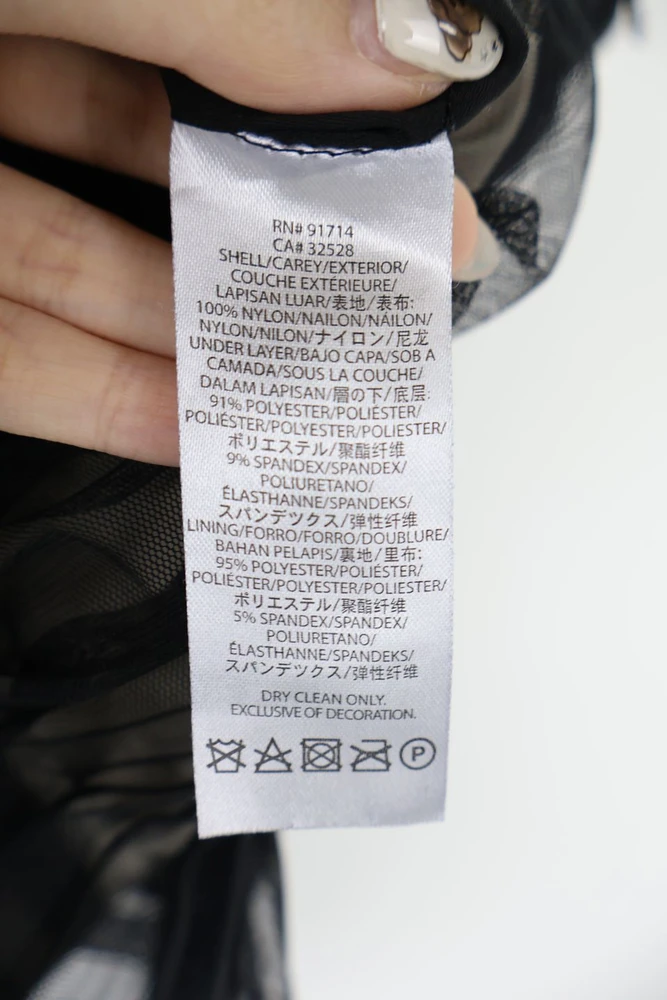 RN# 91714
CA# 32528
SHELL/CAREY/EXTERIOR/
COUCHE EXTÉRIEURE/
LAPISAN LUAR/表地/表布:
100% NYLON/NAILON/NÁILON/
NYLON/NILON/ナイロン/尼龙
UNDER LAYER/BAJO CAPA/SOB A
CAMADA/SOUS LA COUCHE/
DALAM LAPISAN/層の下/底层:
91% POLYESTER/POLIÉSTER/
POLIÉSTER/POLYESTER/POLIESTER/
ポリエステル/聚酯纤维
9% SPANDEX/SPANDEX/
POLIURETANO/
ÉLASTHANNE/SPANDEKS/
スパンデツクス/弹性纤维
LINING/FORRO/FORRO/DOUBLURE/
BAHAN PELAPIS/裏地/里布:
95% POLYESTER/POLIÉSTER/
POLIÉSTER/POLYESTER/POLIESTER/
ポリエステル/聚酯纤维
5% SPANDEX/SPANDEX/
POLIURETANO/
ÉLASTHANNE/SPANDEKS/
スパンデツクス/弹性纤维
DRY CLEAN ONLY.
EXCLUSIVE OF DECORATION.
P